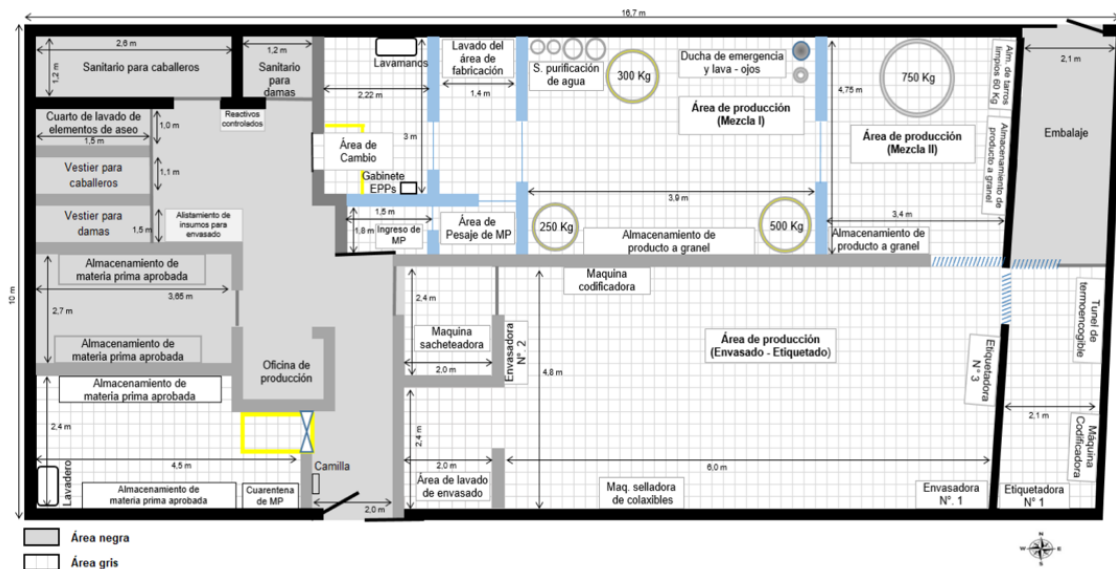 16,7 m
10 m
2,6 m
1,2 m
Sanitario para caballeros
1,2 m
Sanitario
para
damas
Lavamanos
2,22 m
3 m
Lavado del
área de
fabricación
1,4 m
S. purificación
de agua
300 Kg
Ducha de emergencia
y lava - ojos
Área de producción
(Mezcla I)
4,75 m
750 Kg
Área de producción
(Mezcla II)
Alm. de tarros
limpios 60 Kg
Almacenamiento de
producto a granel
2,1 m
Embalaje
Cuarto de lavado de
elementos de aseo
1,5 m
1,0 m
Reactivos
controlados
Vestier para
caballeros
1,1 m
Vestier para
damas
1,5 m
Alistamiento de
insumos para
envasado
Área de
Cambio
Gabinete
EPPs
1,5 m
1,8 m
Ingreso de
MP
Área de
Pesaje de MP
3,9 m
250 Kg
500 Kg
Almacenamiento de
producto a granel
3,4 m
Almacenamiento de
producto a granel
Almacenamiento de
materia prima aprobada
3,65 m
2,7 m
Almacenamiento de
materia prima aprobada
Oficina de
producción
2,4 m
Maquina
sacheteadora
2,0 m
Envasadora
N° 2
Maquina
codificadora
4,8 m
Área de producción
(Envasado - Etiquetado)
Etiquetadora
N° 3
Tunel de
termoencogible
2,1 m
Máquina
Codificadora
Almacenamiento de
materia prima aprobada
2,4 m
4,5 m
Lavadero
Almacenamiento de
materia prima aprobada
Cuarentena
de MP
Camilla
2,0 m
2,4 m
2,0 m
Área de lavado
de envasado
6,0 m
Maq. selladora
de colaxibles
Envasadora
N°. 1
Etiquetadora
N° 1
Área negra
Área gris
N
W
E
S